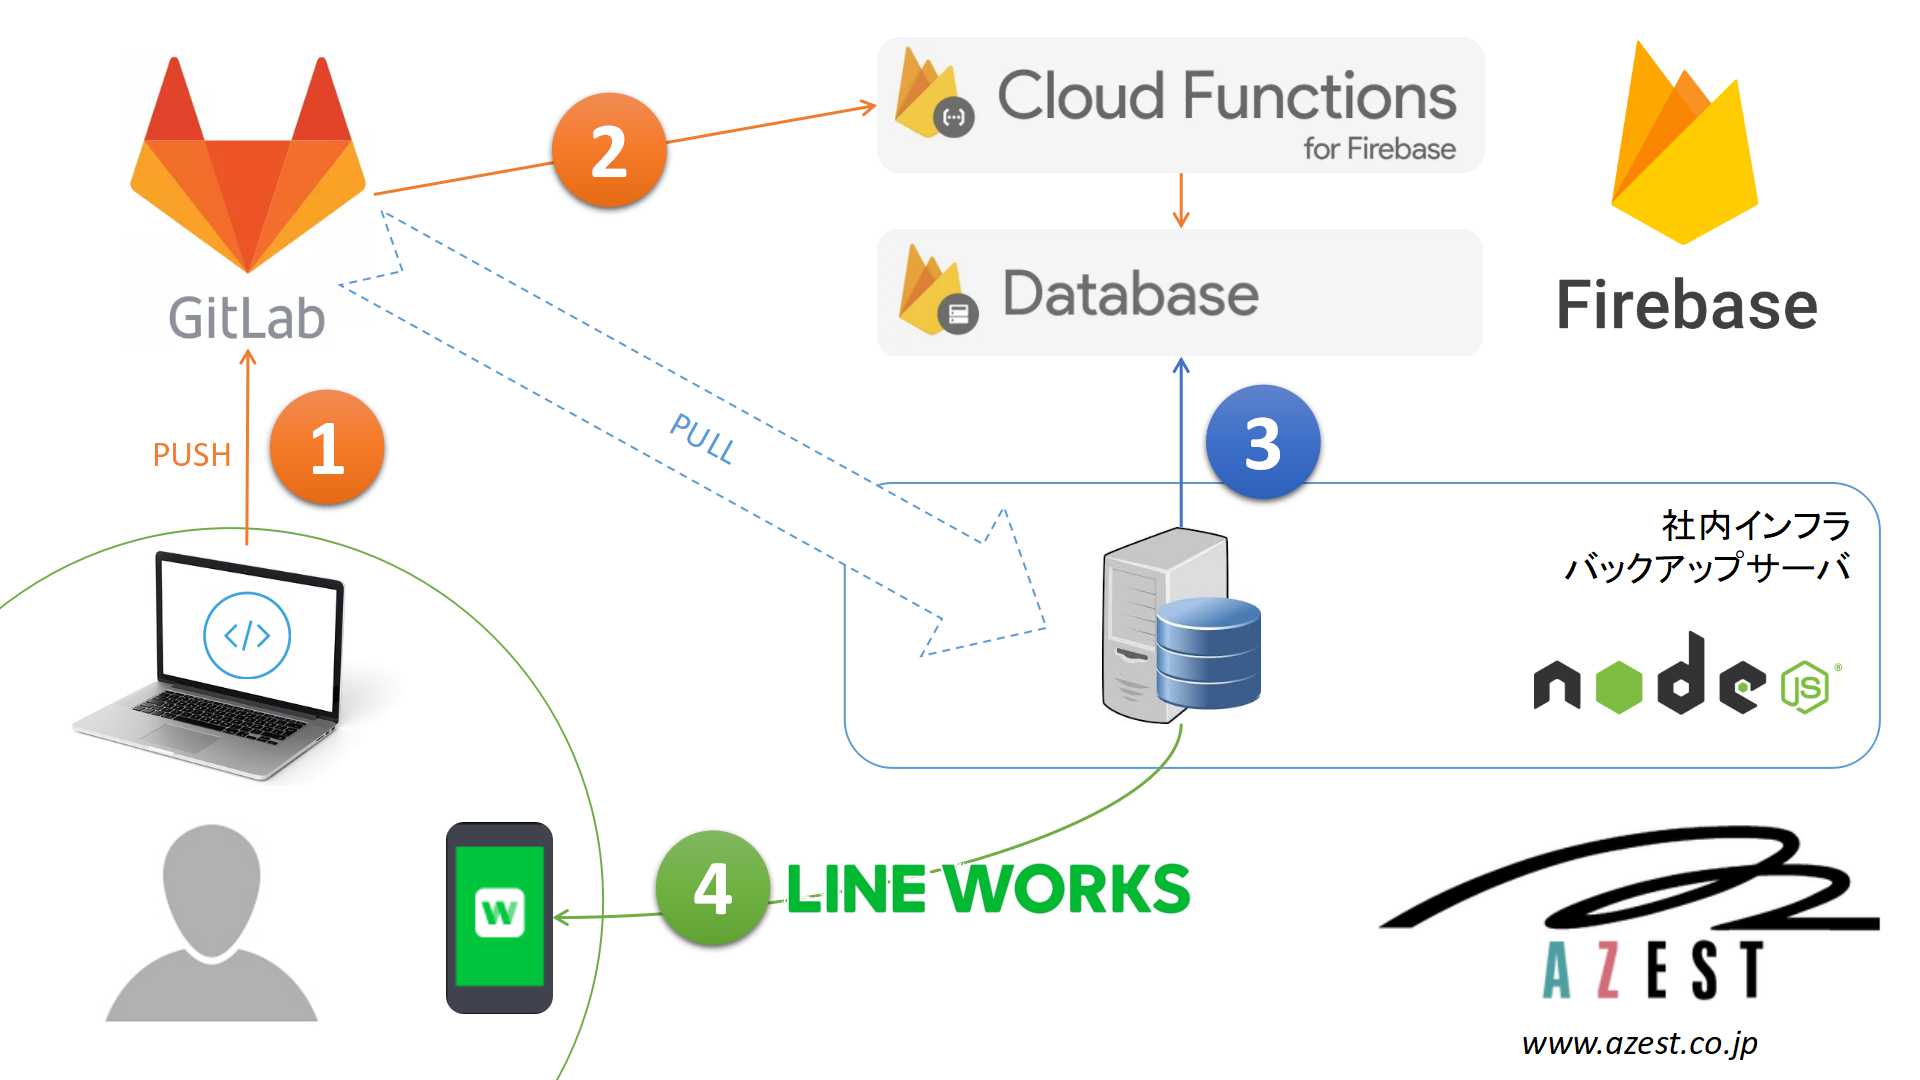 2
Cloud Functions
for Firebase
GitLab
Database
Firebase
PUSH
1
PULL
3
社内インフラ
バックアップサーバ
</>
node
JS
®
W
4
LINE WORKS
AZEST
www.azest.co.jp